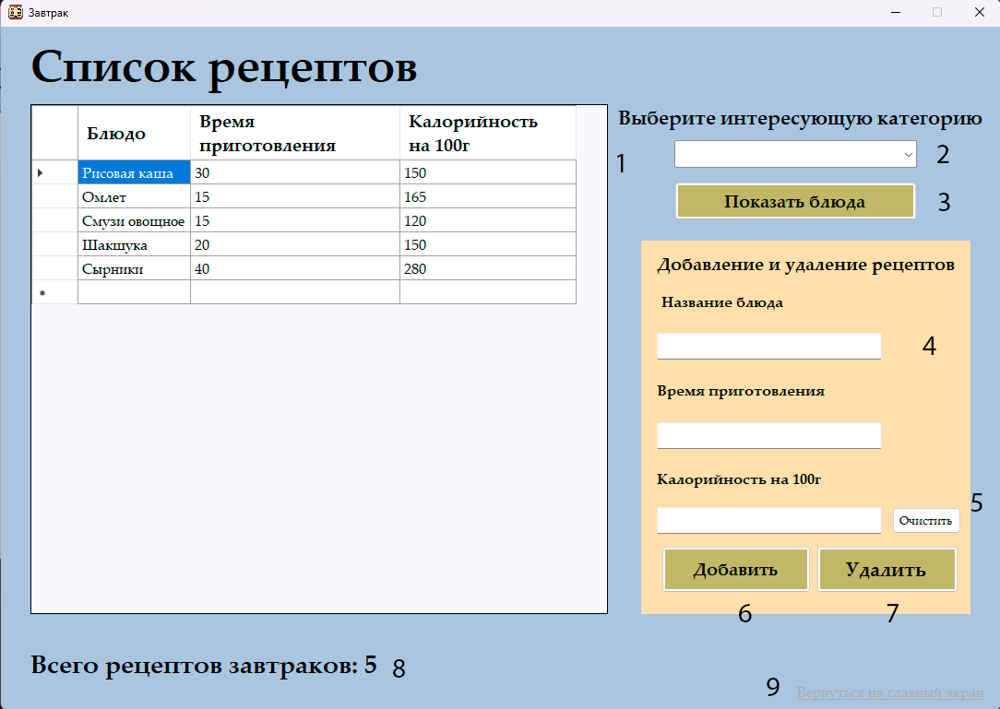 Завтрак
Список рецептов
Блюдо
Время
приготовления
Калорийность
на 100г
Рисовая каша 30 150
Омлет 15 165
Смузи овощное 15 120
Шакшука 20 150
Сырники 40 280
*
1
Выберите интересующую категорию
2
Показать блюда 3
Добавление и удаление рецептов
Название блюда
4
Время приготовления
Калорийность на 100г
5
Очистить
Добавить Удалить
6 7
Всего рецептов завтраков: 5 8
9 Вернуться на главный экран